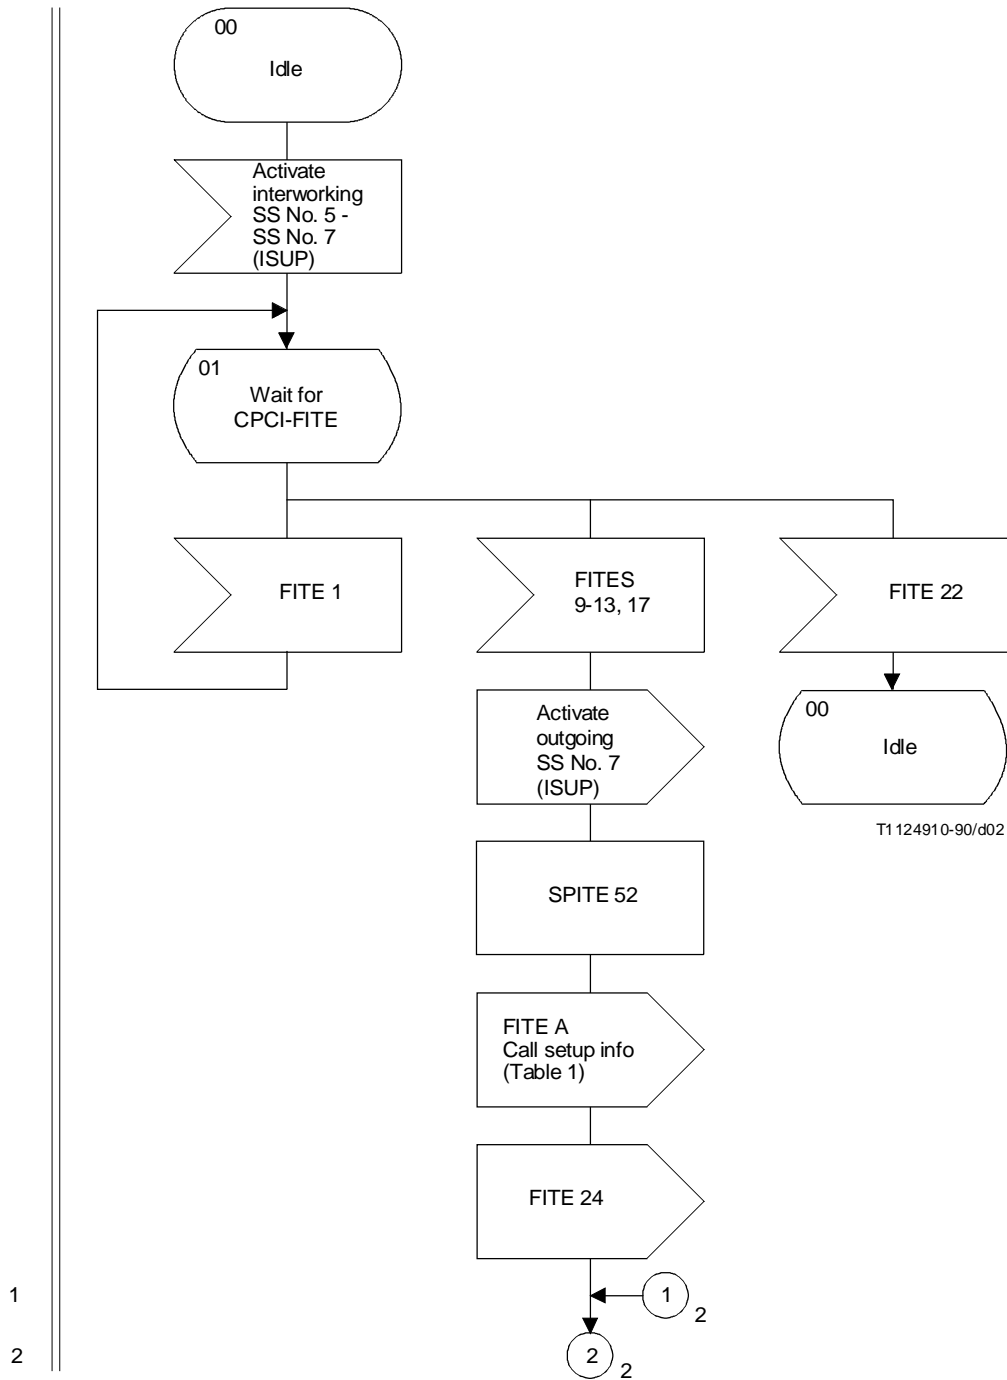 00
Idle
Activate
interworking
SS No. 5 -
SS No. 7
(ISUP)
01
Wait for
CPCI-FITE
FITE 1
FITES
9-13, 17
FITE 22
Activate
outgoing
SS No. 7
(ISUP)
00
Idle
T1124910-90/d02
SPITE 52
FITE A
Call setup info
(Table 1)
FITE 24
1
1
2
2
2
2